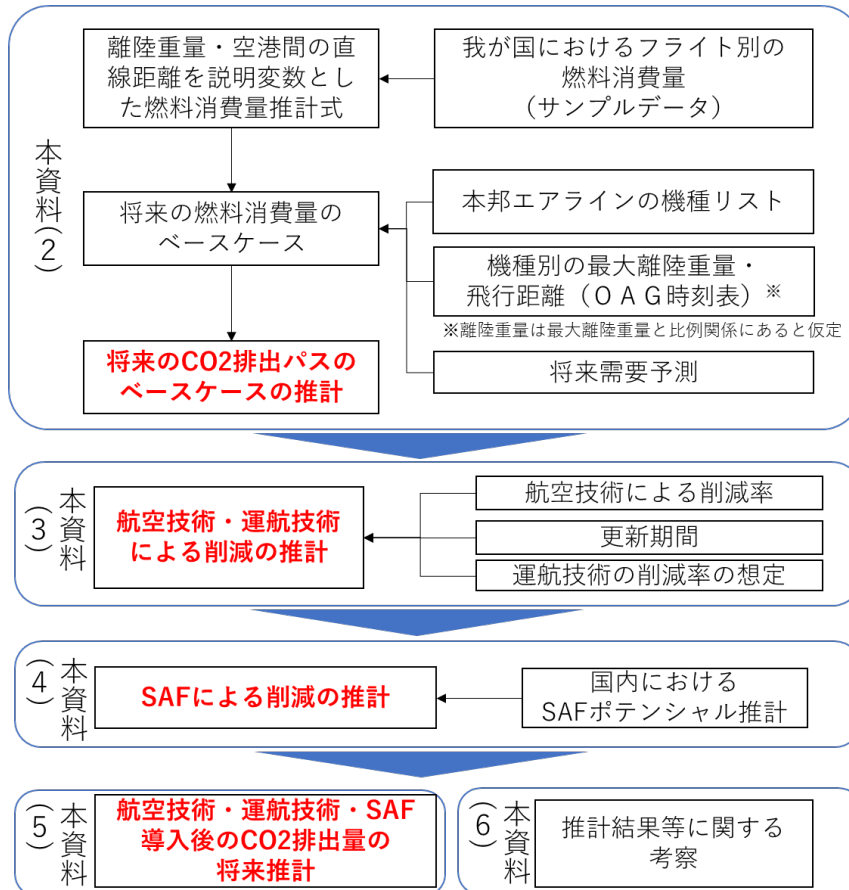 本資料(2)
離陸重量・空港間の直
線距離を説明変数とし
た燃料消費量推計式
我が国におけるフライト別の
燃料消費量
（サンプルデータ）
将来の燃料消費量の
ベースケース
本邦エアラインの機種リスト
機種別の最大離陸重量・
飛行距離（ＯＡＧ時刻表）※
※離陸重量は最大離陸重量と比例関係にあると仮定
将来需要予測
将来のCO2排出パスの
ベースケースの推計
本資料
(3)
航空技術・運航技術
による削減の推計
航空技術による削減率
更新期間
運航技術の削減率の想定
本資料
(4)
SAFによる削減の推計
国内における
SAFポテンシャル推計
本資料
(5)
航空技術・運航技術・SAF
導入後のCO2排出量の
将来推計
本資料
(6)
推計結果等に関する
考察